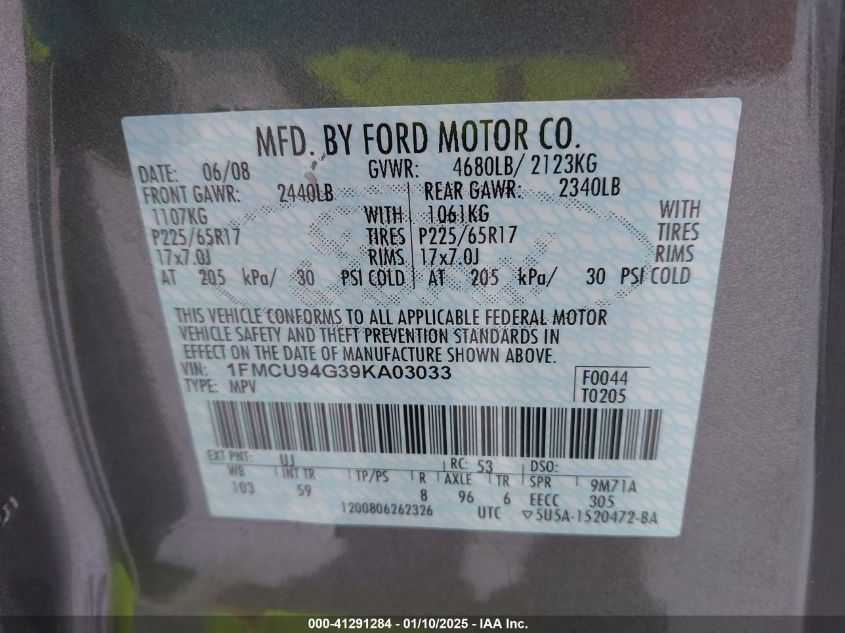 MFD. BY FORD MOTOR CO.
DATE: 06/08 GVWR: 4680LB/ 2123KG
FRONT GAWR: 2440LB REAR GAWR: 2340LB
1107KG WITH 1061KG WITH
P225/65R17 TIRES P225/65R17 TIRES
17x7.0J RIMS 17x7.0J RIMS
AT 205 kPa/ 30 PSI COLD AT 205 kPa/ 30 PSI COLD
THIS VEHICLE CONFORMS TO ALL APPLICABLE FEDERAL MOTOR
VEHICLE SAFETY AND THEFT PREVENTION STANDARDS IN
EFFECT ON THE DATE OF MANUFACTURE SHOWN ABOVE.
VIN: 1FMCU94G39KA03033 F0044
TYPE: MPV T0205
EXT PNT: UJ RC: 53 DSO:
WB INT TR TP/PS R AXLE TR SPR 9M71A
103 59 8 96 6 EECC 305
1200806262326 UTC ▽5U5A-1520472-BA
000-41291284 - 01/10/2025 - IAA Inc.